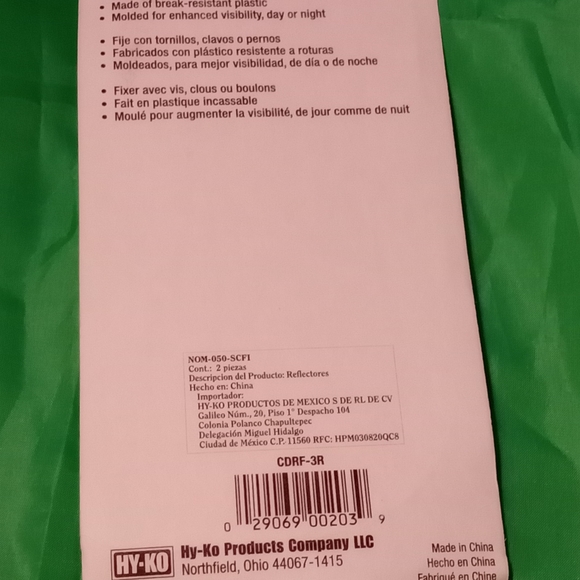 • Made of break-resistant plastic
• Molded for enhanced visibility, day or night
• Fije con tornillos, clavos o pernos
• Fabricados con plástico resistente a roturas
• Moldeados, para mejor visibilidad, de día o de noche
• Fixer avec vis, clous ou boulons
• Fait en plastique incassable
• Moulé pour augmenter la visibilité, de jour comme de nuit
NOM-050-SCFI
Cont.: 2 piezas
Descripcion del Producto: Reflectores
Hecho en: China
Importador:
HY-KO PRODUCTOS DE MEXICO S DE RL DE CV
Galileo Núm., 20, Piso 1° Despacho 104
Colonia Polanco Chapultepec
Delegación Miguel Hidalgo
Ciudad de México C.P. 11560 RFC: HPM030820QC8
CDRF-3R
0 29069 00203 9
HY-KO
Hy-Ko Products Company LLC
Northfield, Ohio 44067-1415
Made in China
Hecho en China
Fabriqué en Chine